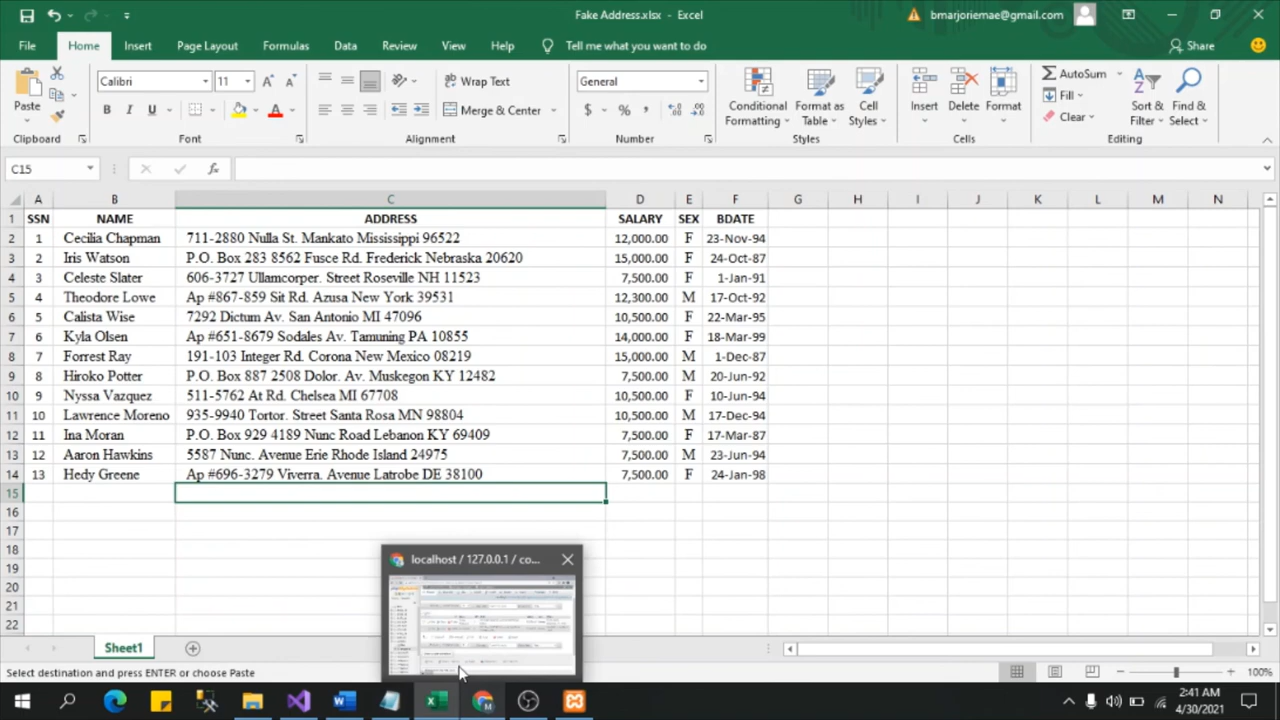 Fake Address.xlsx - Excel
bmarjoriemae@gmail.com
File Home Insert Page Layout Formulas Data Review View Help Tell me what you want to do Share
Paste
Calibri 11
Wrap Text
General
Conditional Formatting
Format as Table
Cell Styles
Insert
Delete
Format
AutoSum
Fill
Clear
Sort & Filter
Find & Select
B I U A
Merge & Center
$ % ,
Clipboard Font Alignment Number Styles Cells Editing
C15 fx
A B C D E F G H I J K L M N
1 SSN NAME ADDRESS SALARY SEX BDATE
2 1 Cecilia Chapman 711-2880 Nulla St. Mankato Mississippi 96522 12,000.00 F 23-Nov-94
3 2 Iris Watson P.O. Box 283 8562 Fusce Rd. Frederick Nebraska 20620 15,000.00 F 24-Oct-87
4 3 Celeste Slater 606-3727 Ullamcorper. Street Roseville NH 11523 7,500.00 F 1-Jan-91
5 4 Theodore Lowe Ap #867-859 Sit Rd. Azusa New York 39531 12,300.00 M 17-Oct-92
6 5 Calista Wise 7292 Dictum Av. San Antonio MI 47096 10,500.00 F 22-Mar-95
7 6 Kyla Olsen Ap #651-8679 Sodales Av. Tamuning PA 10855 14,000.00 F 18-Mar-99
8 7 Forrest Ray 191-103 Integer Rd. Corona New Mexico 08219 15,000.00 M 1-Dec-87
9 8 Hiroko Potter P.O. Box 887 2508 Dolor. Av. Muskegon KY 12482 7,500.00 M 20-Jun-92
10 9 Nyssa Vazquez 511-5762 At Rd. Chelsea MI 67708 10,500.00 F 10-Jun-94
11 10 Lawrence Moreno 935-9940 Tortor. Street Santa Rosa MN 98804 10,500.00 M 17-Dec-94
12 11 Ina Moran P.O. Box 929 4189 Nunc Road Lebanon KY 69409 7,500.00 F 17-Mar-87
13 12 Aaron Hawkins 5587 Nunc. Avenue Erie Rhode Island 24975 7,500.00 M 23-Jun-94
14 13 Hedy Greene Ap #696-3279 Viverra. Avenue Latrobe DE 38100 7,500.00 F 24-Jan-98
15
16
17
18
19
20
21
22
localhost / 127.0.0.1 / co...
Sheet1
Select destination and press ENTER or choose Paste
100%
2:41 AM
4/30/2021